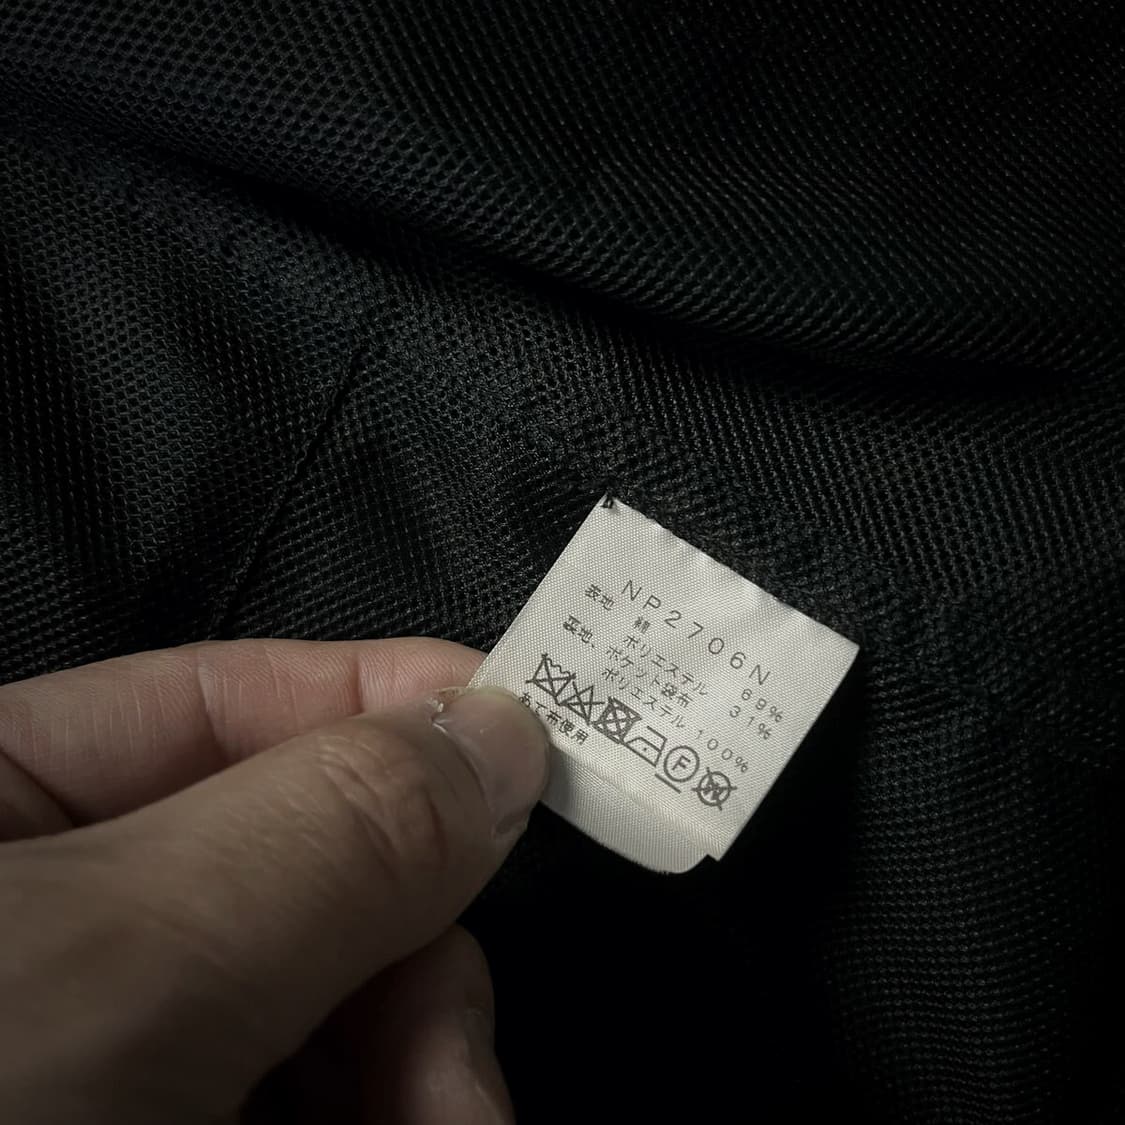 NP2706N
表地 綿 69%
ポリエステル 31%
裏地、ポケット袋布
ポリエステル 100%
F W
あて布使用